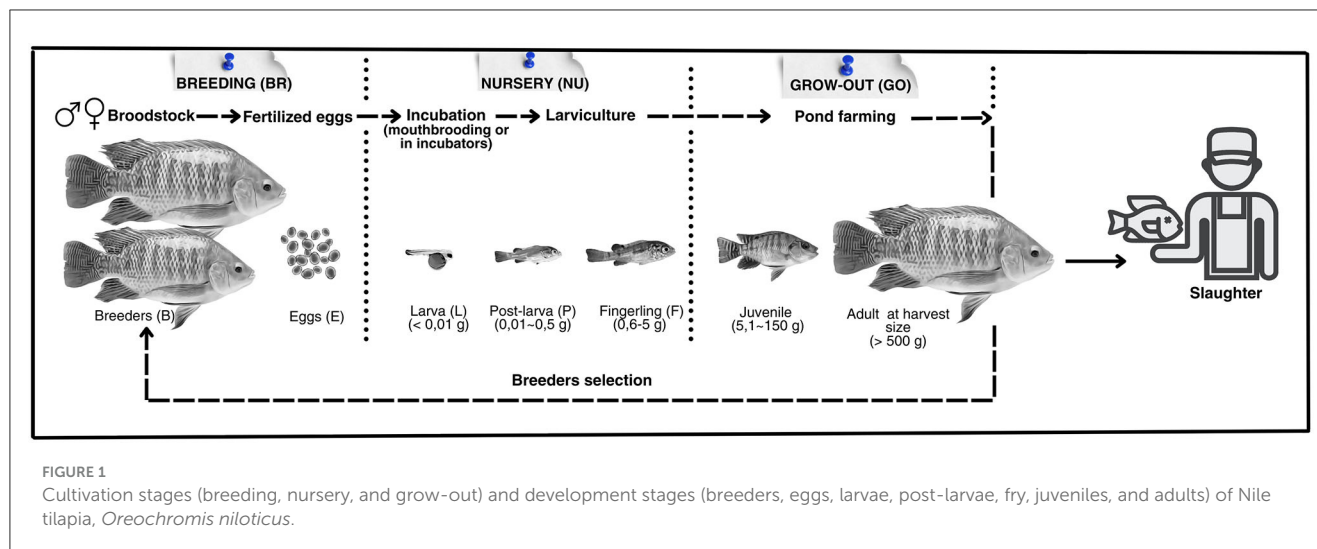 BREEDING (BR)
NURSERY (NU)
GROW-OUT (GO)
Broodstock
Fertilized eggs
Incubation
(mouthbrooding or
in incubators)
Larviculture
Pond farming
Breeders (B)
Eggs (E)
Larva (L)
(< 0,01 g)
Post-larva (P)
(0,01~0,5 g)
Fingerling (F)
(0,6-5 g)
Juvenile
(5,1~150 g)
Adult at harvest
size
(> 500 g)
Slaughter
Breeders selection
FIGURE 1
Cultivation stages (breeding, nursery, and grow-out) and development stages (breeders, eggs, larvae, post-larvae, fry, juveniles, and adults) of Nile
tilapia, Oreochromis niloticus.